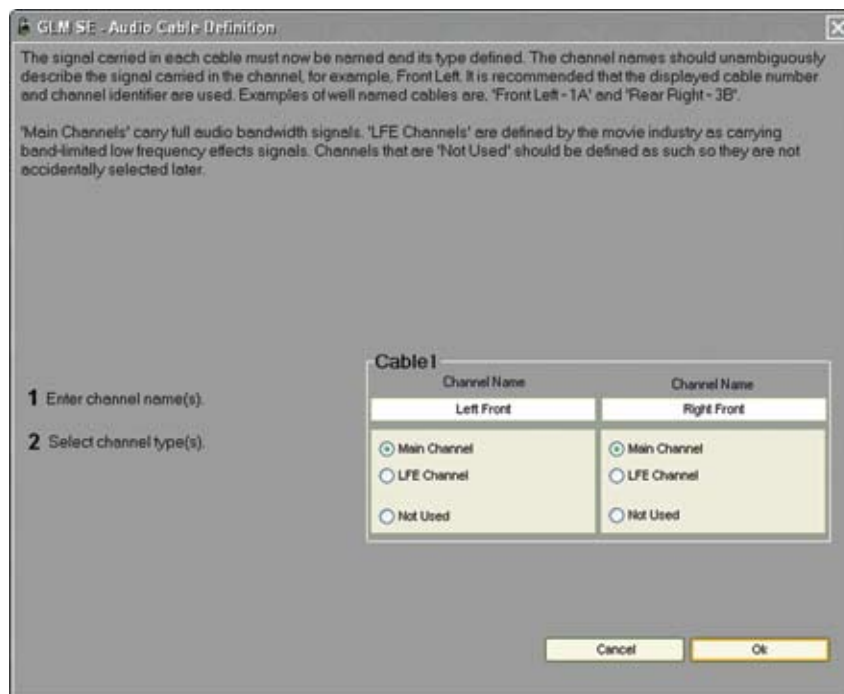 GLM SE - Audio Cable Definition
The signal carried in each cable must now be named and its type defined. The channel names should unambiguously
describe the signal carried in the channel, for example, Front Left. It is recommended that the displayed cable number
and channel identifier are used. Examples of well named cables are, 'Front Left - 1A' and 'Rear Right - 3B'.
'Main Channels' carry full audio bandwidth signals. 'LFE Channels' are defined by the movie industry as carrying
band-limited low frequency effects signals. Channels that are 'Not Used' should be defined as such so they are not
accidentally selected later.
Cable1
Channel Name
Channel Name
1 Enter channel name(s).
Left Front
Right Front
2 Select channel type(s).
Main Channel
Main Channel
LFE Channel
LFE Channel
Not Used
Not Used
Cancel
Ok